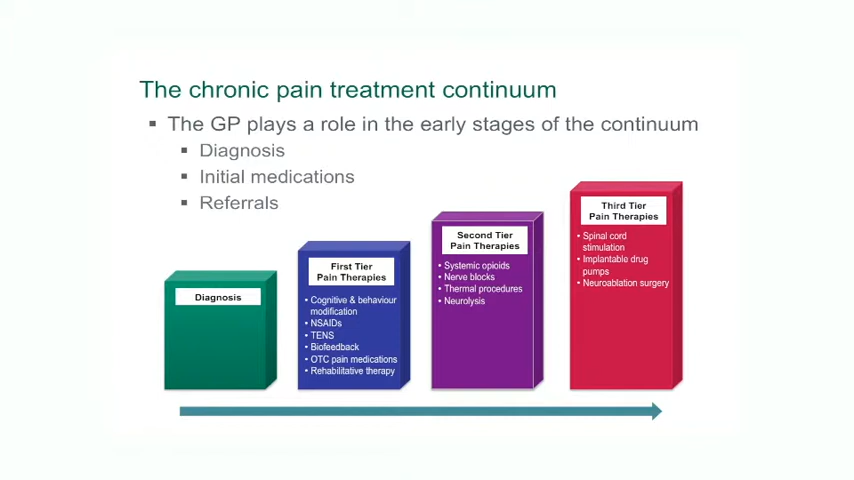 The chronic pain treatment continuum
▪ The GP plays a role in the early stages of the continuum
▪ Diagnosis
▪ Initial medications
▪ Referrals
Diagnosis
First Tier
Pain Therapies
• Cognitive & behaviour
modification
• NSAIDs
• TENS
• Biofeedback
• OTC pain medications
• Rehabilitative therapy
Second Tier
Pain Therapies
• Systemic opioids
• Nerve blocks
• Thermal procedures
• Neurolysis
Third Tier
Pain Therapies
• Spinal cord
stimulation
• Implantable drug
pumps
• Neuroablation surgery